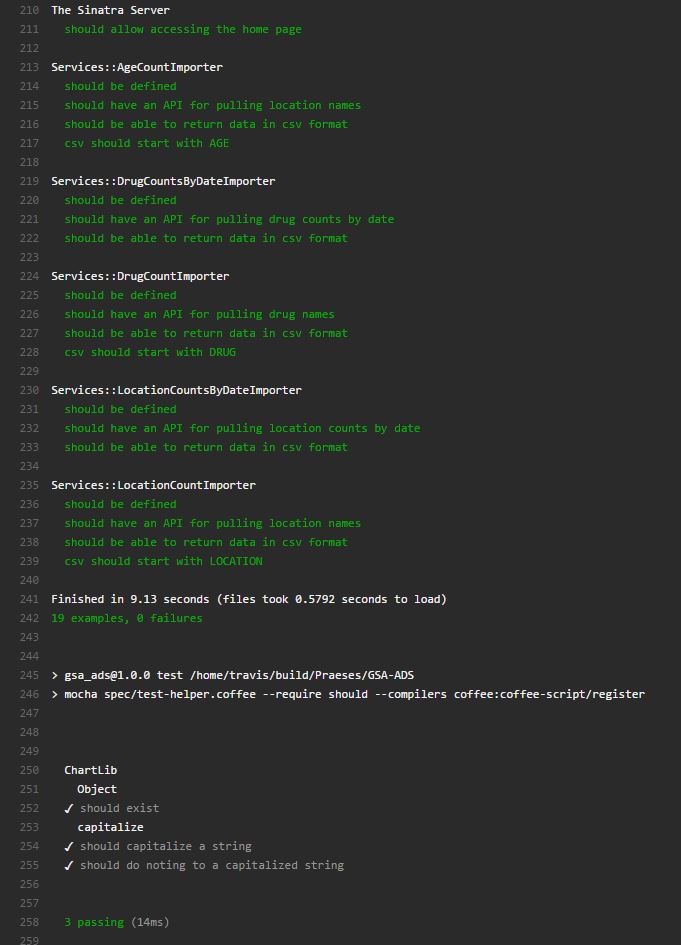 210 The Sinatra Server
211 should allow accessing the home page
212
213 Services::AgeCountImporter
214 should be defined
215 should have an API for pulling location names
216 should be able to return data in csv format
217 csv should start with AGE
218
219 Services::DrugCountsByDateImporter
220 should be defined
221 should have an API for pulling drug counts by date
222 should be able to return data in csv format
223
224 Services::DrugCountImporter
225 should be defined
226 should have an API for pulling drug names
227 should be able to return data in csv format
228 csv should start with DRUG
229
230 Services::LocationCountsByDateImporter
231 should be defined
232 should have an API for pulling location counts by date
233 should be able to return data in csv format
234
235 Services::LocationCountImporter
236 should be defined
237 should have an API for pulling location names
238 should be able to return data in csv format
239 csv should start with LOCATION
240
241 Finished in 9.13 seconds (files took 0.5792 seconds to load)
242 19 examples, 0 failures
243
244
245 > gsa_ads@1.0.0 test /home/travis/build/Praeses/GSA-ADS
246 > mocha spec/test-helper.coffee --require should --compilers coffee:coffee-script/register
247
248
249
250 ChartLib
251 Object
252 ✓ should exist
253 capitalize
254 ✓ should capitalize a string
255 ✓ should do noting to a capitalized string
256
257
258 3 passing (14ms)
259